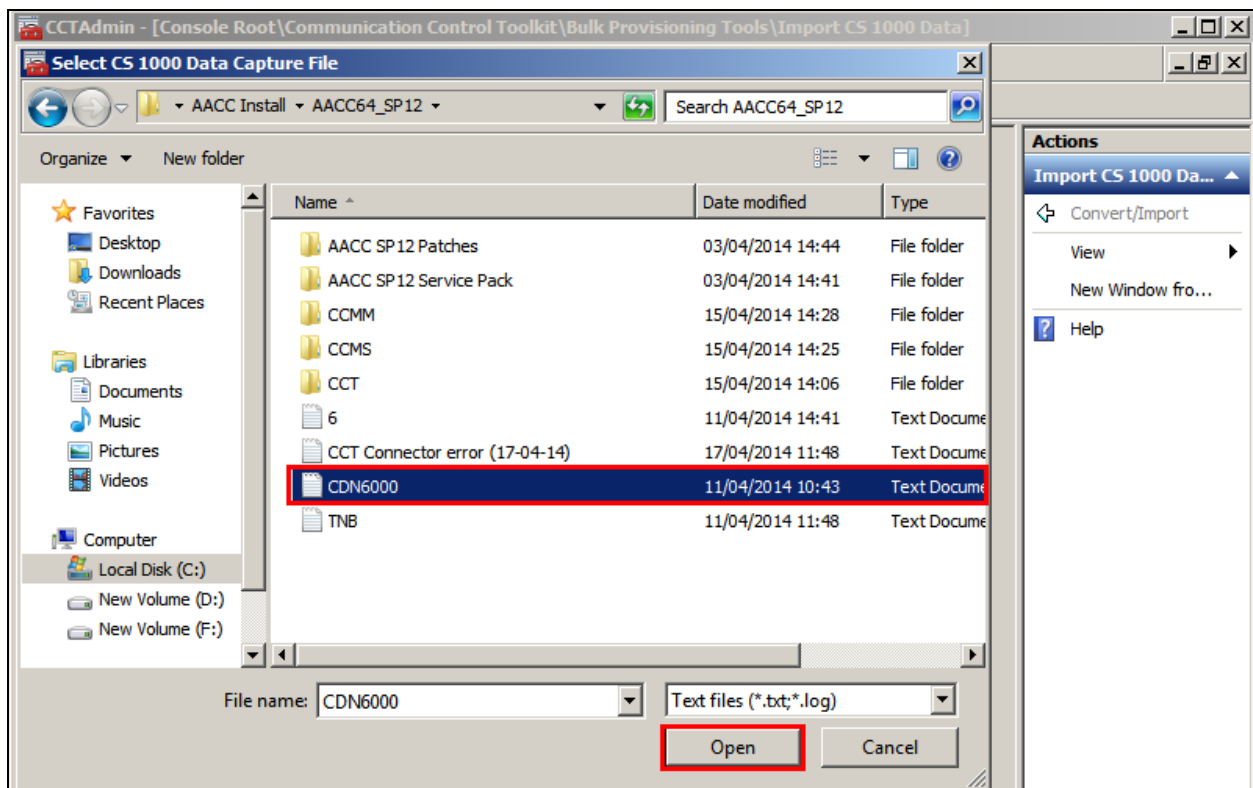 CCTAdmin - [Console Root\Communication Control Toolkit\Bulk Provisioning Tools\Import CS 1000 Data]
Select CS 1000 Data Capture File
AACC Install AACC64_SP12
Search AACC64_SP12
Organize New folder
Favorites
Desktop
Downloads
Recent Places
Libraries
Documents
Music
Pictures
Videos
Computer
Local Disk (C:)
New Volume (D:)
New Volume (F:)
Name Date modified Type
AACC SP12 Patches 03/04/2014 14:44 File folder
AACC SP12 Service Pack 03/04/2014 14:41 File folder
CCMM 15/04/2014 14:28 File folder
CCMS 15/04/2014 14:25 File folder
CCT 15/04/2014 14:06 File folder
6 11/04/2014 14:41 Text Docume
CCT Connector error (17-04-14) 17/04/2014 11:48 Text Docume
CDN6000 11/04/2014 10:43 Text Docume
TNB 11/04/2014 11:48 Text Docume
File name: CDN6000 Text files (*.txt;*.log)
Open Cancel
Actions
Import CS 1000 Da...
Convert/Import
View
New Window fro...
Help